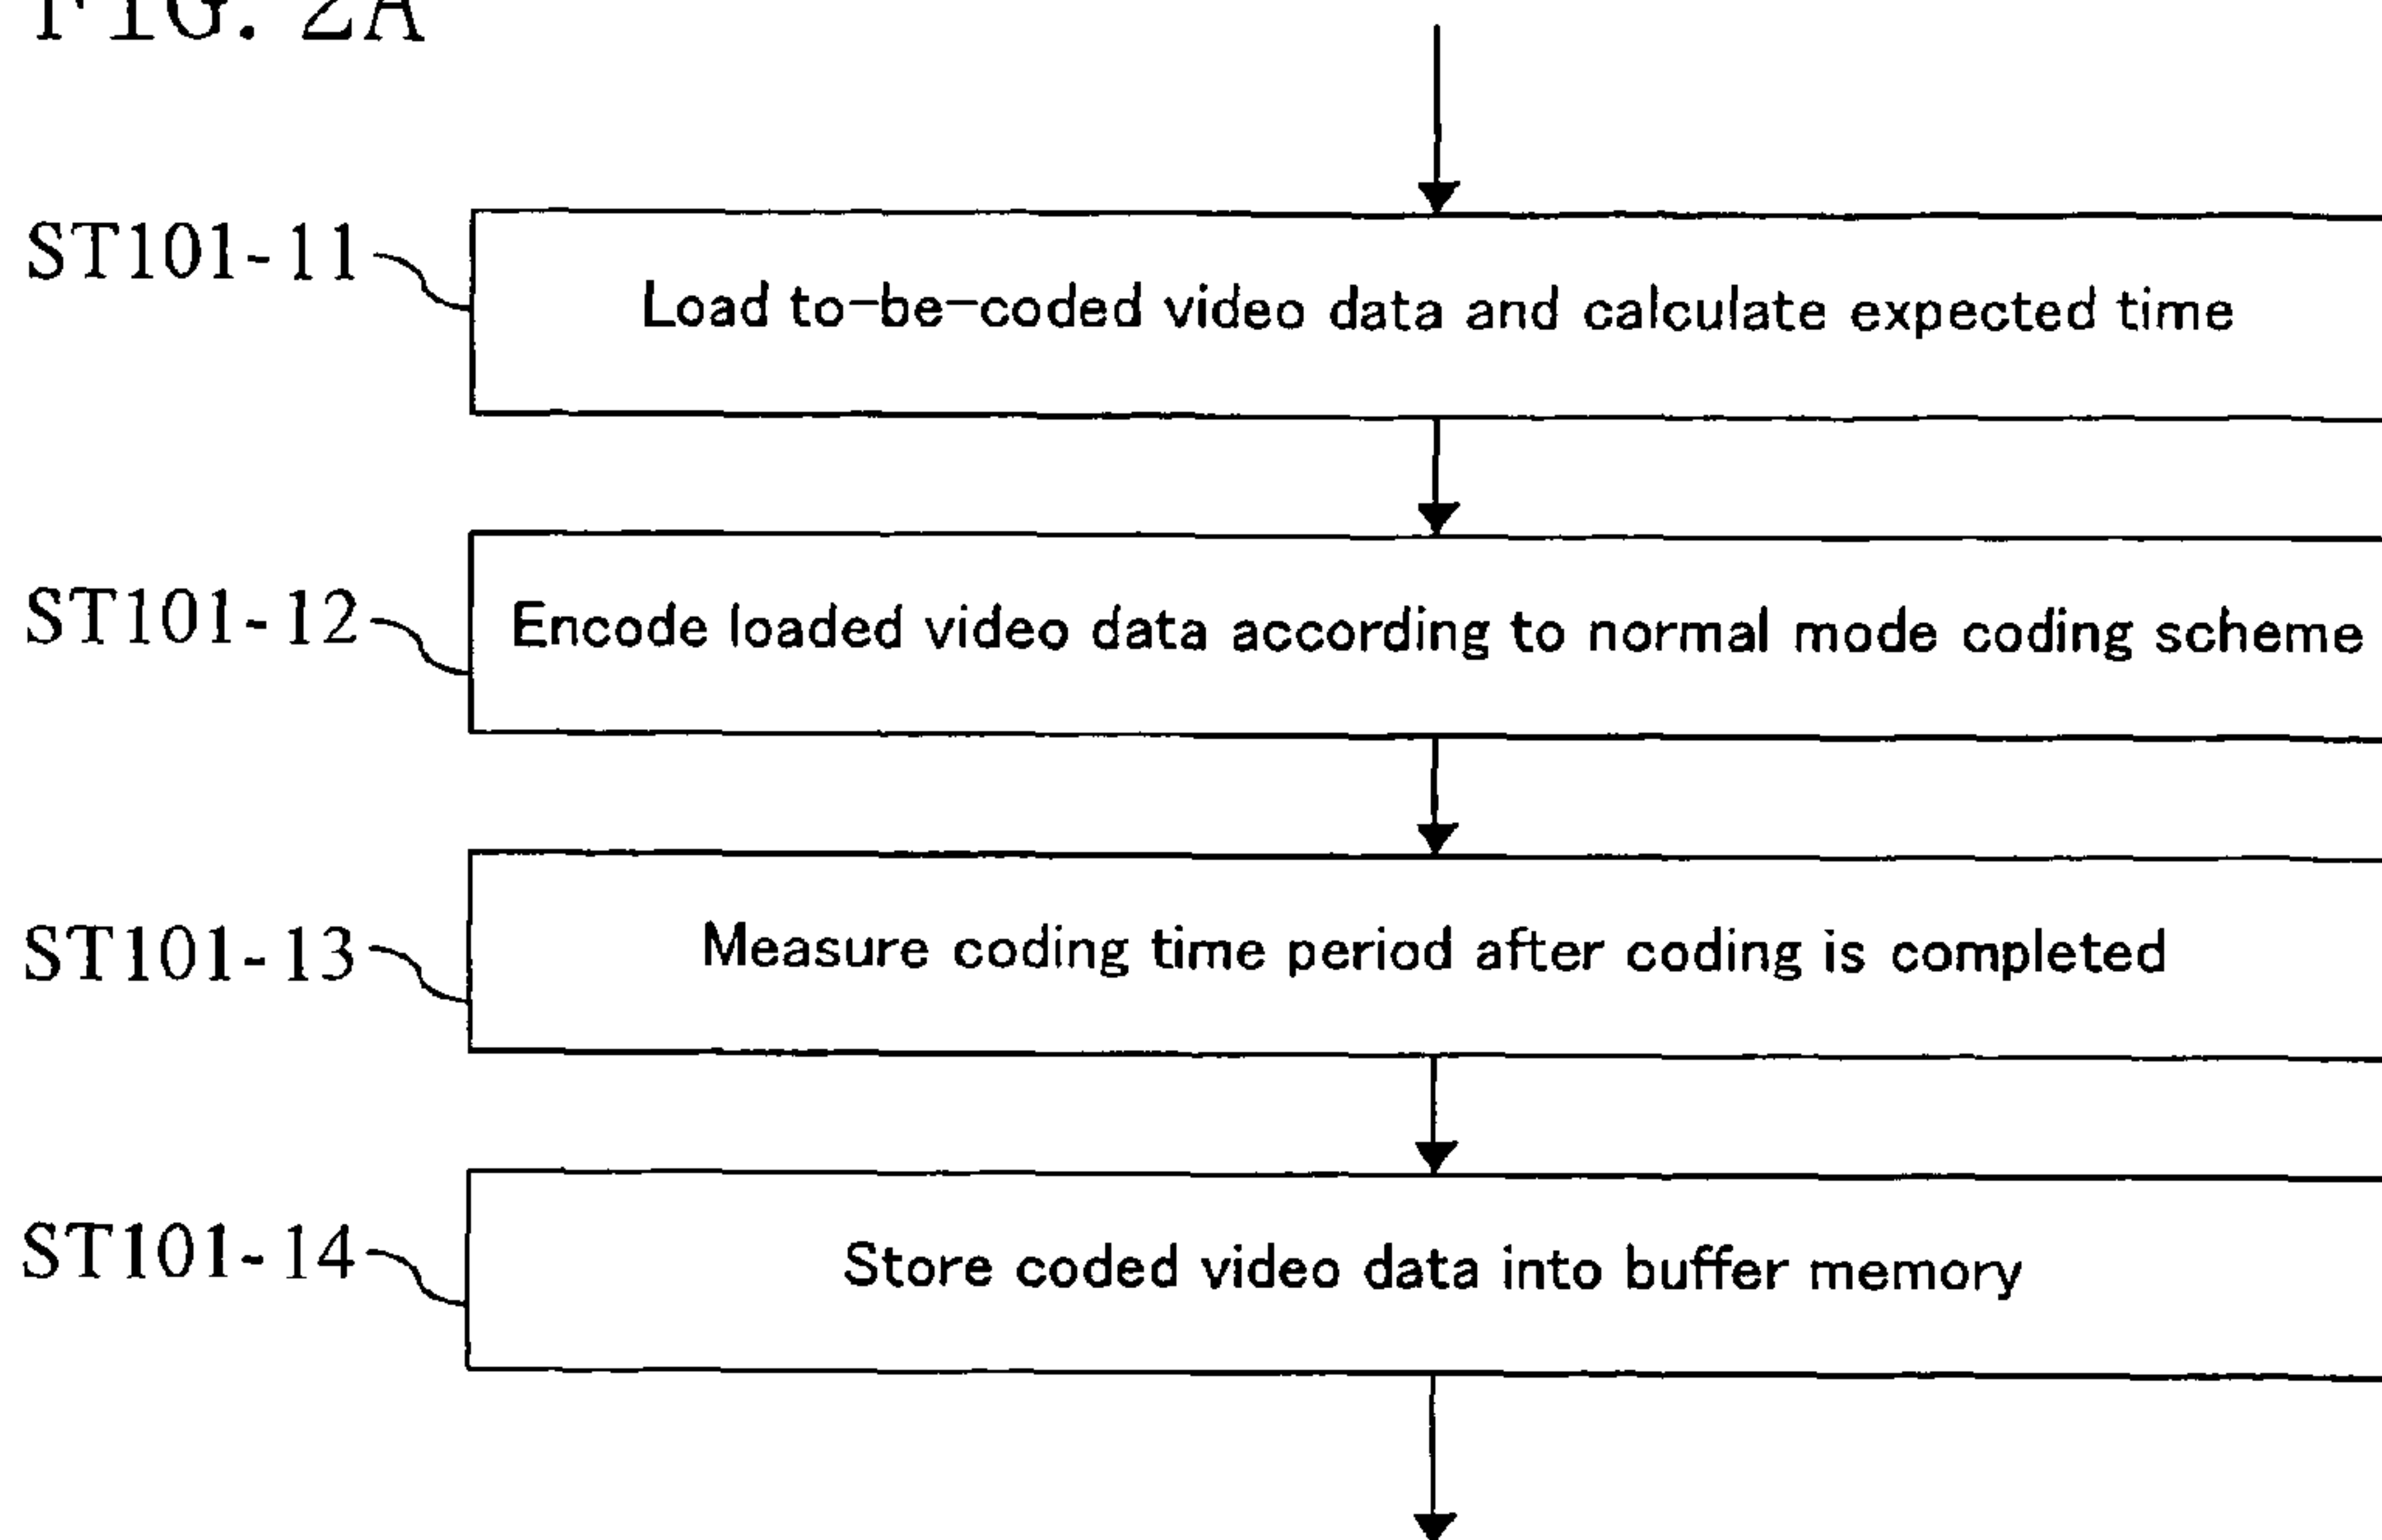 FIG. 2A
ST101-11
Load to-be-coded video data and calculate expected time
ST101-12
Encode loaded video data according to normal mode coding scheme
ST101-13
Measure coding time period after coding is completed
ST101-14
Store coded video data into buffer memory